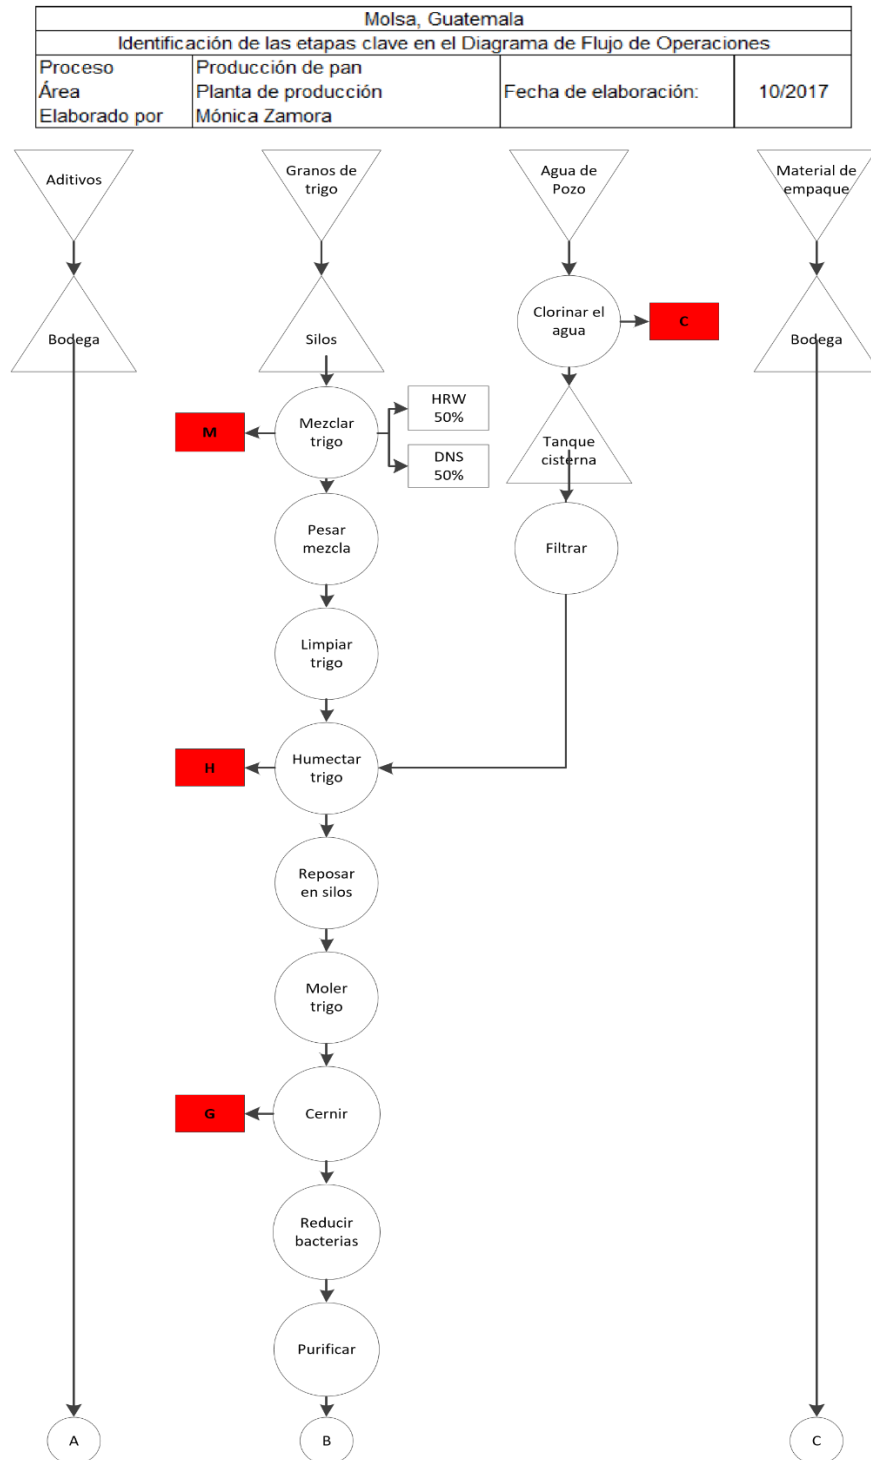 Molsa, Guatemala
Identificación de las etapas clave en el Diagrama de Flujo de Operaciones
Proceso Producción de pan
Área Planta de producción Fecha de elaboración: 10/2017
Elaborado por Mónica Zamora
Aditivos
Granos de
trigo
Agua de
Pozo
Material de
empaque
Bodega
Silos
Clorinar el
agua
C
Bodega
M
Mezclar
trigo
HRW
50%
DNS
50%
Tanque
cisterna
Pesar
mezcla
Filtrar
Limpiar
trigo
H
Humectar
trigo
Reposar
en silos
Moler
trigo
G
Cernir
Reducir
bacterias
Purificar
A
B
C